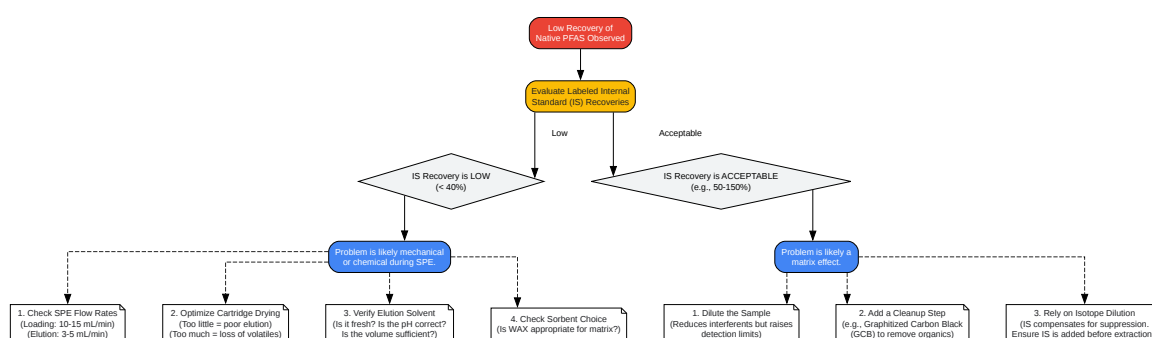 Low Recovery of
Native PFAS Observed
Evaluate Labeled Internal
Standard (IS) Recoveries
Low
Acceptable
IS Recovery is LOW
(< 40%)
IS Recovery is ACCEPTABLE
(e.g., 50-150%)
Problem is likely mechanical
or chemical during SPE.
Problem is likely a
matrix effect.
1. Check SPE Flow Rates
(Loading: 10-15 mL/min)
(Elution: 3-5 mL/min)
2. Optimize Cartridge Drying
(Too little = poor elution)
(Too much = loss of volatiles)
3. Verify Elution Solvent
(Is it fresh? Is the pH correct?
Is the volume sufficient?)
4. Check Sorbent Choice
(Is WAX appropriate for matrix?)
1. Dilute the Sample
(Reduces interferents but raises
detection limits)
2. Add a Cleanup Step
(e.g., Graphitized Carbon Black
(GCB) to remove organics)
3. Rely on Isotope Dilution
(IS compensates for suppression.
Ensure IS is added before extraction